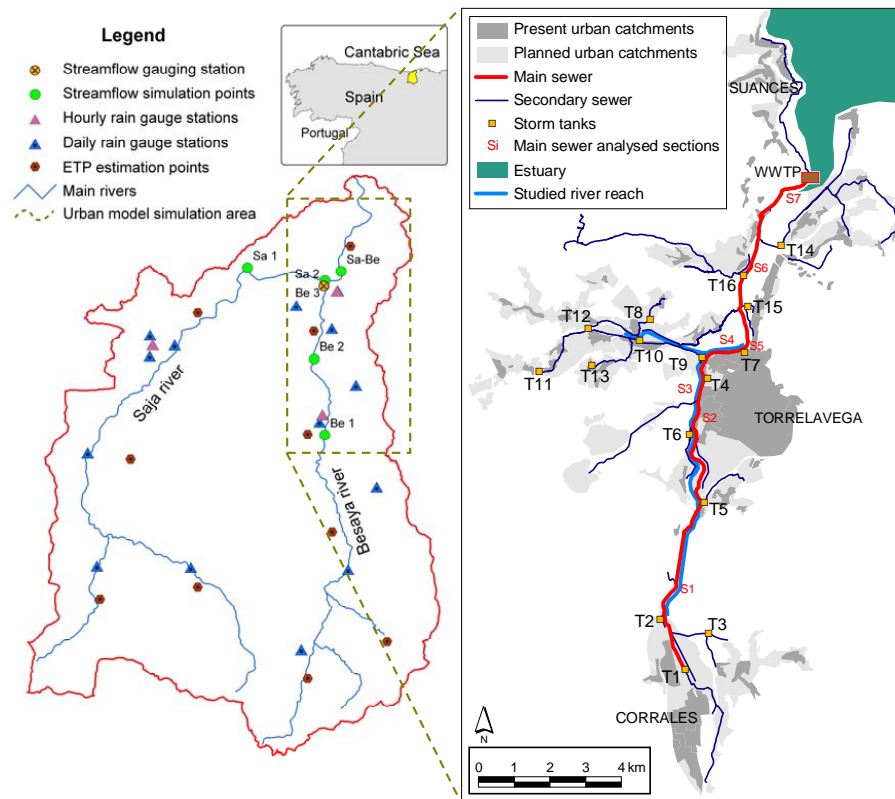 Legend
Streamflow gauging station
Streamflow simulation points
Hourly rain gauge stations
Daily rain gauge stations
ETP estimation points
Main rivers
Urban model simulation area
Cantabric Sea
Spain
Portugal
Sa 1
Sa 2
Sa-Be
Be 3
Be 2
Be 1
Saja river
Besaya river
Present urban catchments
Planned urban catchments
Main sewer
Secondary sewer
Storm tanks
Si Main sewer analysed sections
Estuary
Studied river reach
SUANCES
WWTP
S7
T14
S6
T16
T15
T8
T12
T10
S4
S5
T9
T7
T11
T13
S3
T4
S2
TORRELAVEGA
T6
T5
S1
T2
T3
T1
CORRALES
N
0 1 2 3 4 km